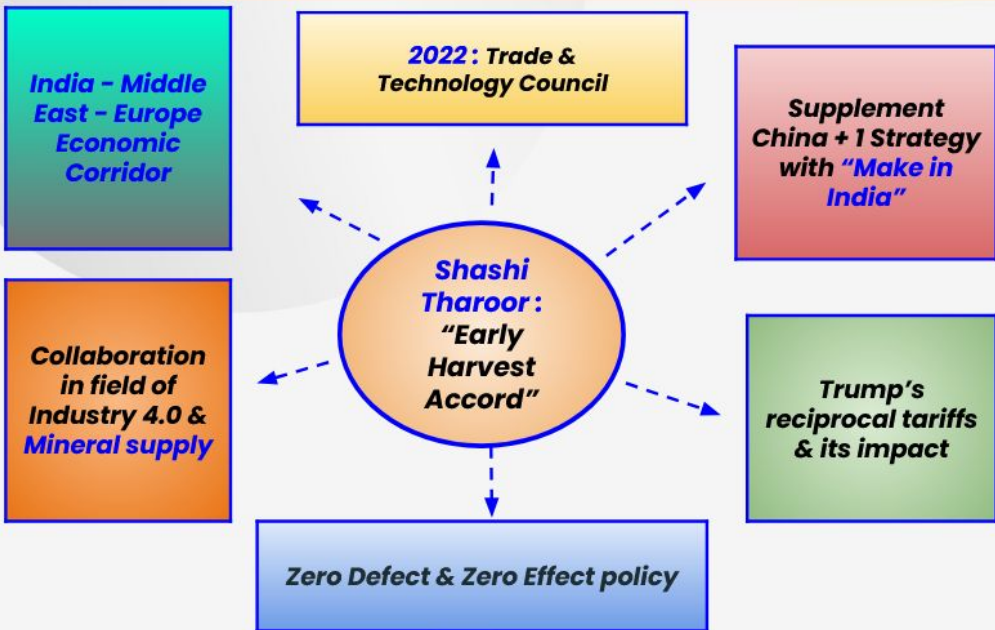 India - Middle
East - Europe
Economic
Corridor
2022 : Trade &
Technology Council
Supplement
China + 1 Strategy
with “Make in
India”
Shashi
Tharoor :
“Early
Harvest
Accord”
Collaboration
in field of
Industry 4.0 &
Mineral supply
Trump’s
reciprocal tariffs
& its impact
Zero Defect & Zero Effect policy